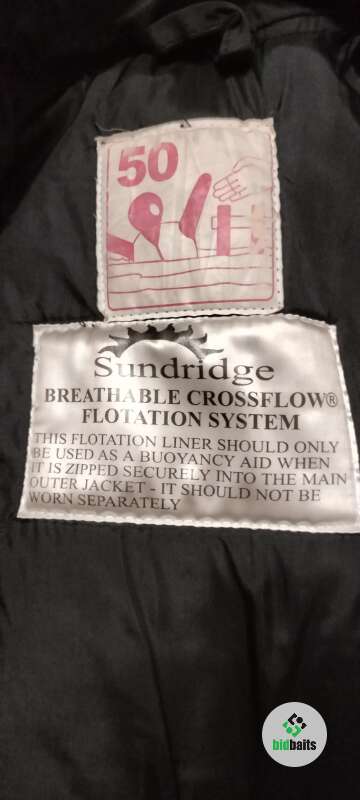 50
Sundridge
BREATHABLE CROSSFLOW®
FLOTATION SYSTEM
THIS FLOTATION LINER SHOULD ONLY
BE USED AS A BUOYANCY AID WHEN
IT IS ZIPPED SECURELY INTO THE MAIN
OUTER JACKET - IT SHOULD NOT BE
WORN SEPARATELY
bidbaits